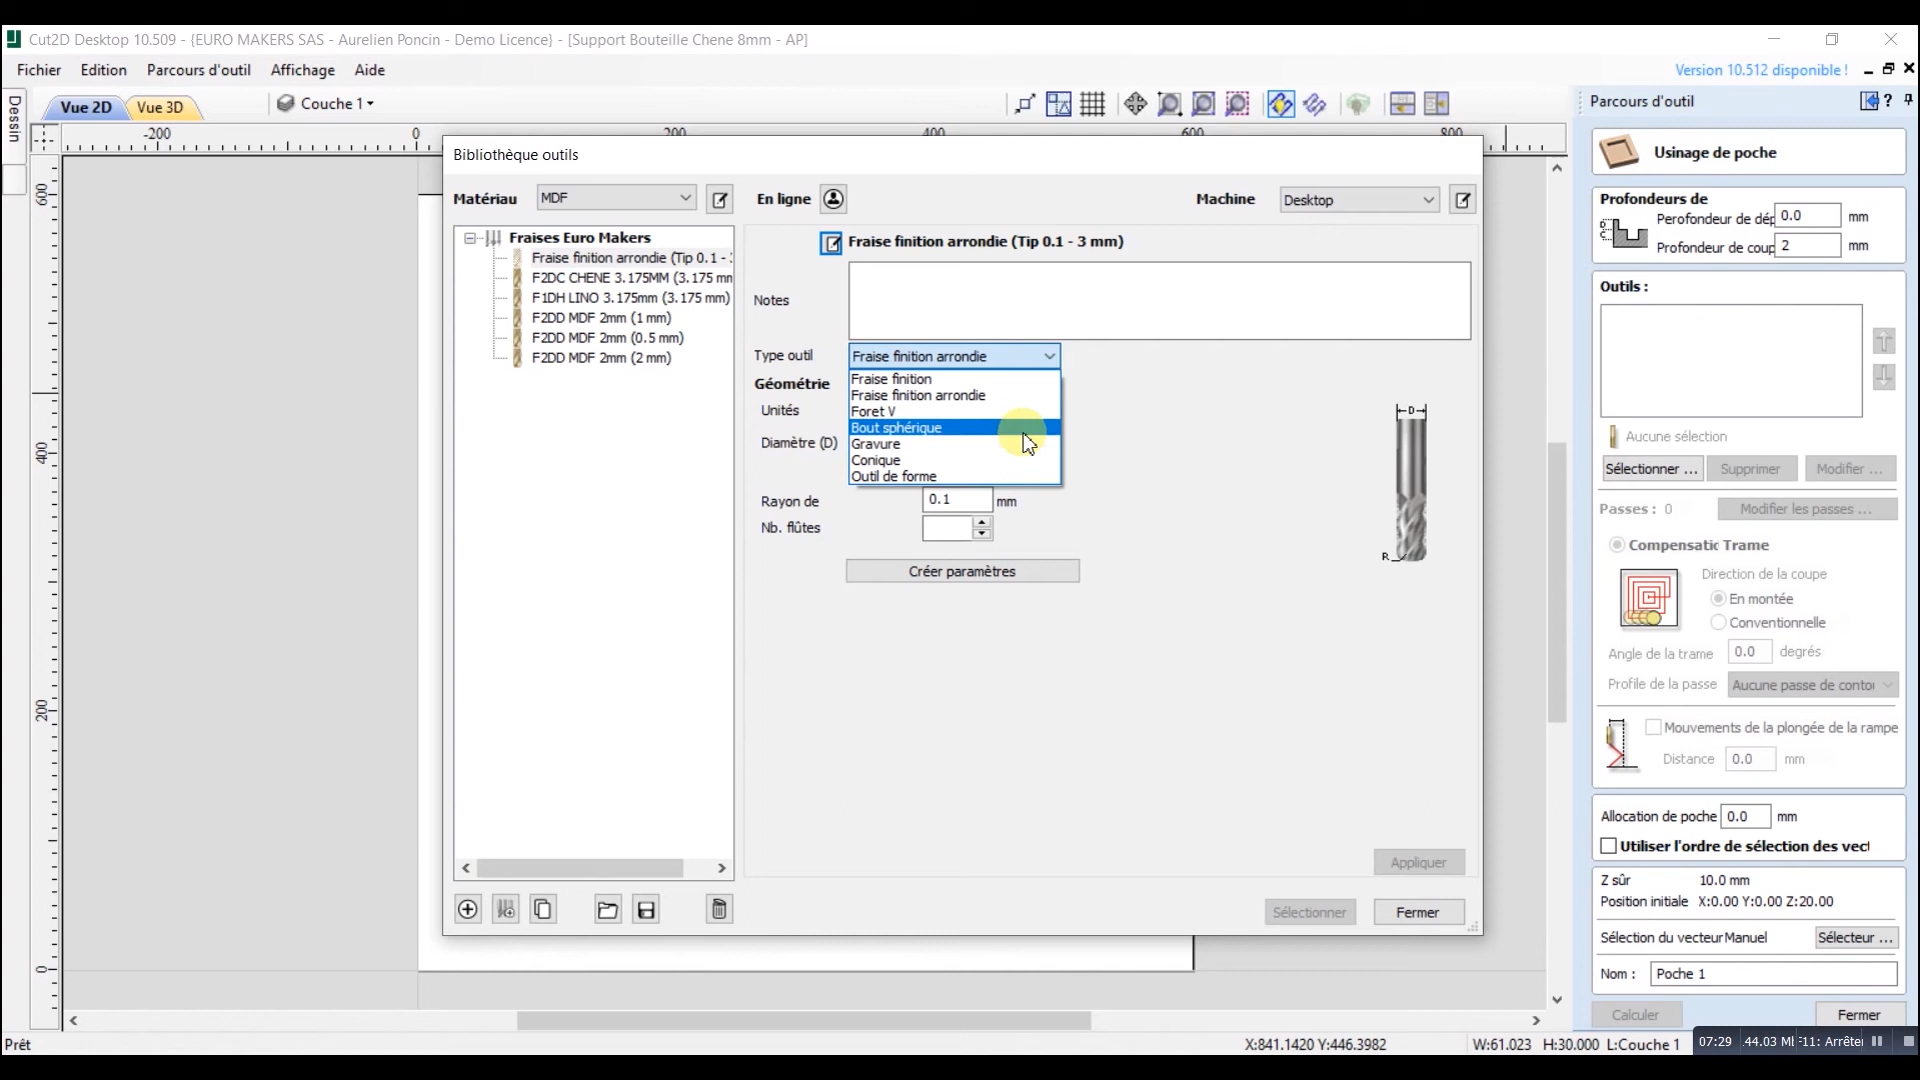 Cut2D Desktop 10.509 - {EURO MAKERS SAS - Aurelien Poncin - Demo Licence} - [Support Bouteille Chene 8mm - AP]
Fichier Edition Parcours d'outil Affichage Aide
Version 10.512 disponible !
Dessin
Vue 2D
Vue 3D
Couche 1
Parcours d'outil
?
-200 0 200 400 600 800
600
400
200
0
Bibliothèque outils
Matériau MDF
En ligne
Machine Desktop
Fraises Euro Makers
Fraise finition arrondie (Tip 0.1 -
F2DC CHENE 3.175MM (3.175 mm
F1DH LINO 3.175mm (3.175 mm)
F2DD MDF 2mm (1 mm)
F2DD MDF 2mm (0.5 mm)
F2DD MDF 2mm (2 mm)
Fraise finition arrondie (Tip 0.1 - 3 mm)
Notes
Type outil Fraise finition arrondie
Fraise finition
Fraise finition arrondie
Foret V
Bout sphérique
Gravure
Conique
Outil de forme
Géométrie
Unités
Diamètre (D)
Rayon de 0.1 mm
Nb. flûtes
Créer paramètres
D
R
Appliquer
Sélectionner
Fermer
Usinage de poche
Profondeurs de
Perofondeur de dép 0.0 mm
Profondeur de coup 2 mm
D
C
Outils :
Aucune sélection
Sélectionner ... Supprimer Modifier ...
Passes : 0 Modifier les passes ...
Compensatic Trame
Direction de la coupe
En montée
Conventionnelle
Angle de la trame 0.0 degrés
Profile de la passe Aucune passe de contou
Mouvements de la plongée de la rampe
Distance 0.0 mm
Allocation de poche 0.0 mm
Utiliser l'ordre de sélection des vect
Z sûr 10.0 mm
Position initiale X:0.00 Y:0.00 Z:20.00
Sélection du vecteur Manuel Sélecteur ...
Nom : Poche 1
Calculer Fermer
Prêt
X:841.1420 Y:446.3982
W:61.023 H:30.000 L:Couche 1
07:29 .44.03 F11: Arrêter